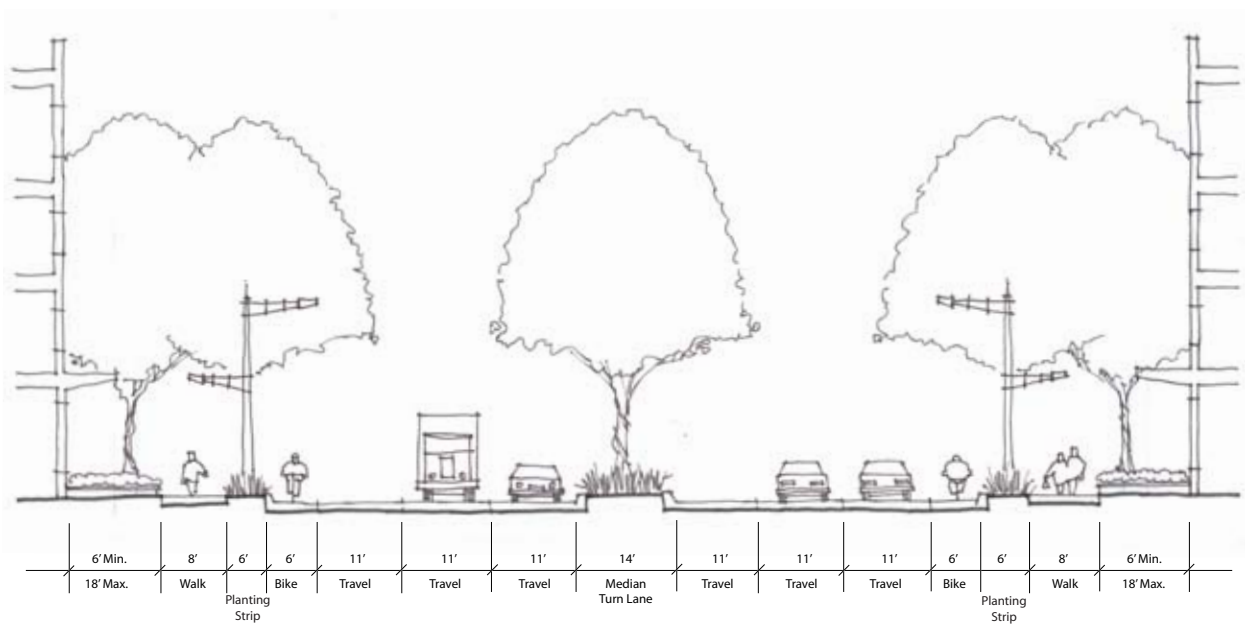 6' Min. 8' 6' 6' 11' 11' 11' 14' 11' 11' 11' 6' 6' 8' 6' Min.
18' Max. Walk Bike Travel Travel Travel Median Travel Travel Travel Bike Walk 18' Max.
Planting Turn Lane Planting
Strip Strip